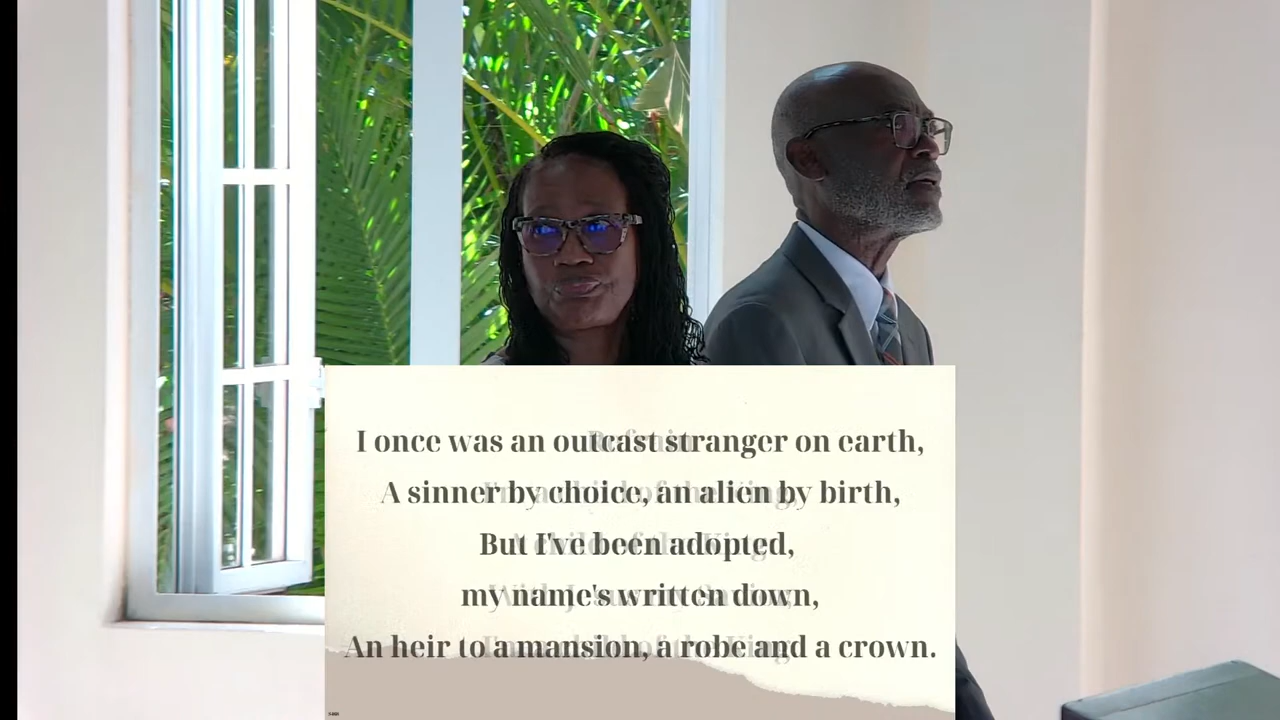 I once was an outcast stranger on earth,
A sinner by choice, an alien by birth,
But I've been adopted,
my name's written down,
An heir to a mansion, a robe and a crown.